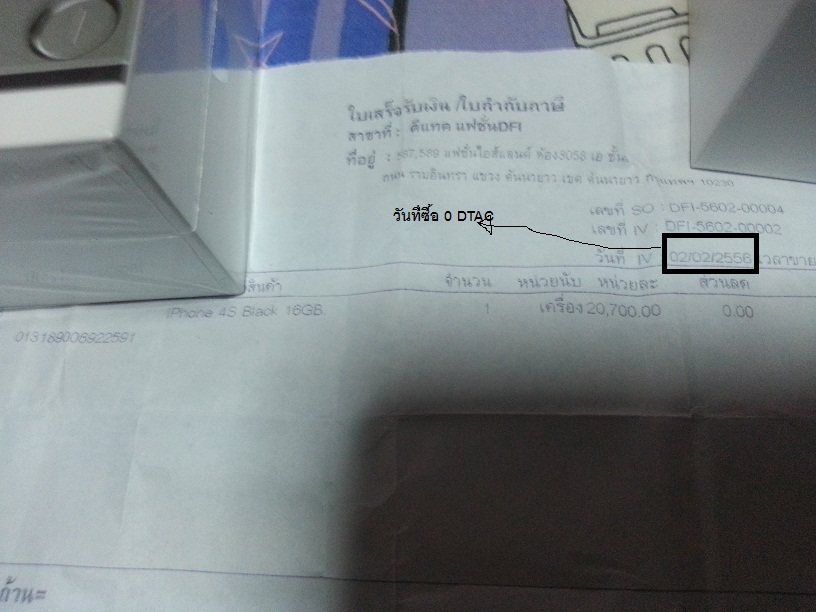 ใบเสร็จรับเงิน /ใบกำกับภาษี
สาขาที่ : ดีแทค แฟชั่นDFI
ที่อยู่ : 587,589 แฟชั่นไอส์แลนด์ ห้อง3058 เอ ชั้น
ถนน รามอินทรา แขวง คันนายาว เขต คันนายาว กรุงเทพฯ 10230
วันที่ซื้อ 0 DTAC
เลขที่ SO : DFI-5602-00004
เลขที่ IV : DFI-5602-00002
วันที่ IV 02/02/2556 เวลาขาย
สินค้า จำนวน หน่วยนับ หน่วยละ ส่วนลด
iPhone 4S Black 16GB. 1 เครื่อง 20,700.00 0.00
013189006922591